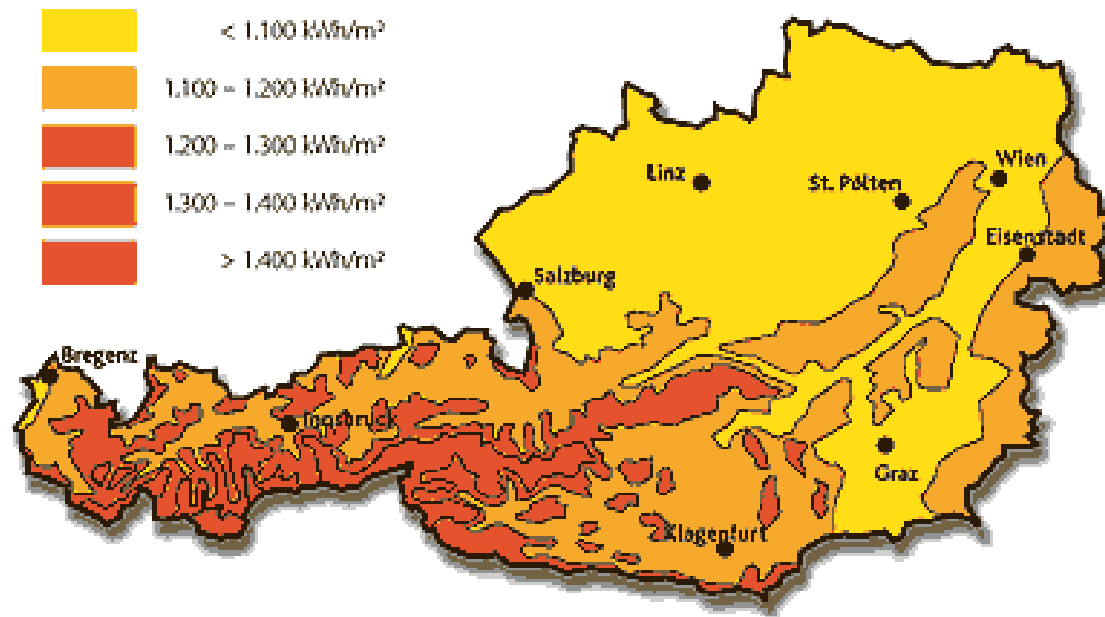 < 1.100 kWh/m²
1.100 – 1.200 kWh/m²
1.200 – 1.300 kWh/m²
1.300 – 1.400 kWh/m²
> 1.400 kWh/m²
Linz
Wien
St. Pölten
Eisenstadt
Salzburg
Bregenz
Innsbruck
Graz
Klagenfurt